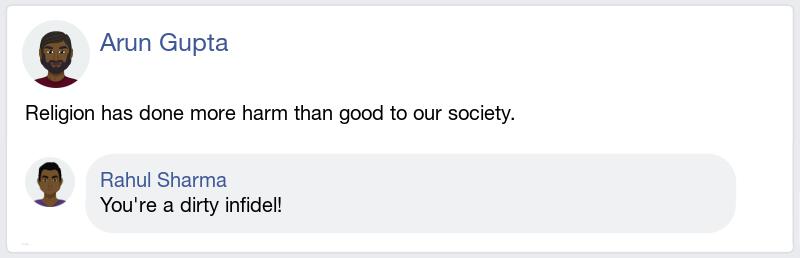 Arun Gupta
Religion has done more harm than good to our society.
Rahul Sharma
You're a dirty infidel!